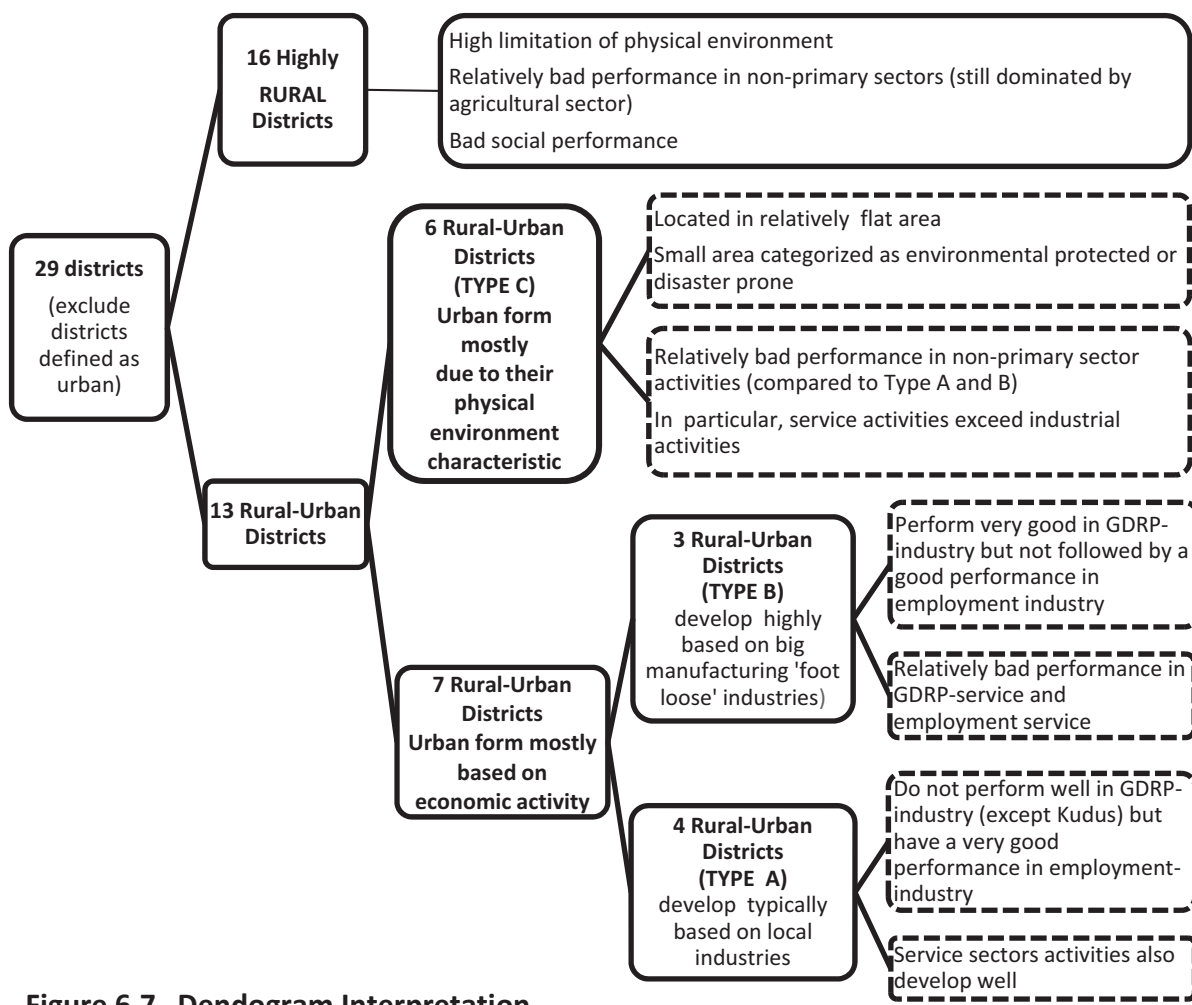 29 districts
(exclude
districts
defined as
urban)
16 Highly
RURAL
Districts
High limitation of physical environment
Relatively bad performance in non-primary sectors (still dominated by
agricultural sector)
Bad social performance
13 Rural-Urban
Districts
6 Rural-Urban
Districts
(TYPE C)
Urban form
mostly
due to their
physical
environment
characteristic
Located in relatively flat area
Small area categorized as environmental protected or
disaster prone
Relatively bad performance in non-primary sector
activities (compared to Type A and B)
In particular, service activities exceed industrial
activities
7 Rural-Urban
Districts
Urban form mostly
based on
economic activity
3 Rural-Urban
Districts
(TYPE B)
develop highly
based on big
manufacturing 'foot
loose' industries)
Perform very good in GDRP-
industry but not followed by a
good performance in
employment industry
Relatively bad performance in
GDRP-service and
employment service
4 Rural-Urban
Districts
(TYPE A)
develop typically
based on local
industries
Do not perform well in GDRP-
industry (except Kudus) but
have a very good
performance in employment-
industry
Service sectors activities also
develop well
Figure 6.7 Dendogram Interpretation